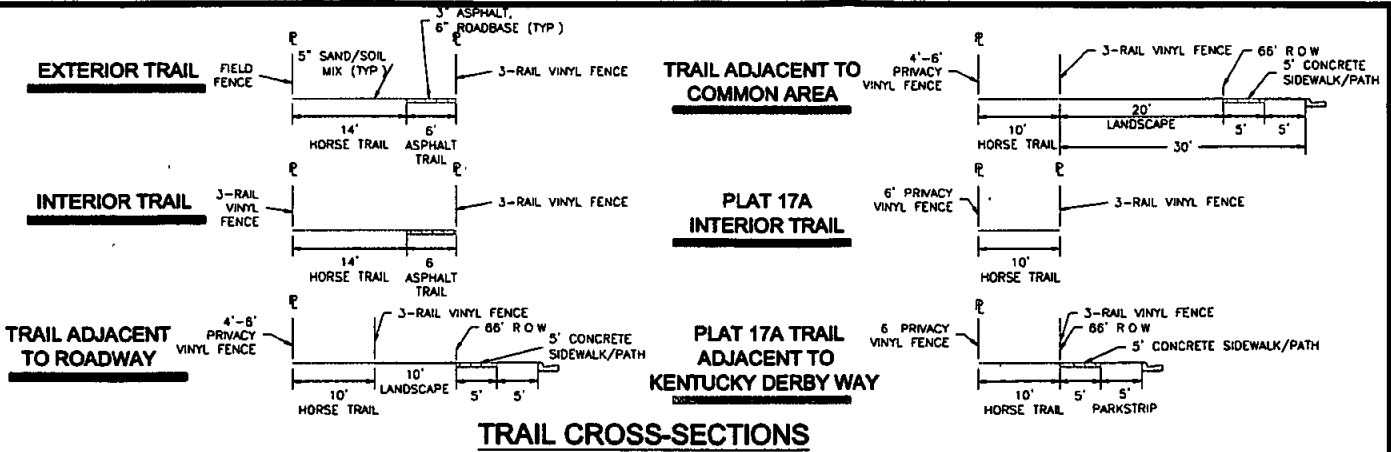 EXTERIOR TRAIL
FIELD
FENCE
℄
5" SAND/SOIL
MIX (TYP)
3" ASPHALT,
6" ROADBASE (TYP)
℄
3-RAIL VINYL FENCE
14'
HORSE TRAIL
6'
ASPHALT
TRAIL
TRAIL ADJACENT TO
COMMON AREA
4'-6'
PRIVACY
VINYL FENCE
℄
3-RAIL VINYL FENCE
66' R O W
5' CONCRETE
SIDEWALK/PATH
10'
HORSE TRAIL
20'
LANDSCAPE
5'
5'
30'
INTERIOR TRAIL
3-RAIL
VINYL
FENCE
℄
℄
3-RAIL VINYL FENCE
14'
HORSE TRAIL
6
ASPHALT
TRAIL
PLAT 17A
INTERIOR TRAIL
6' PRIVACY
VINYL FENCE
℄
℄
3-RAIL VINYL FENCE
10'
HORSE TRAIL
TRAIL ADJACENT
TO ROADWAY
4'-6'
PRIVACY
VINYL FENCE
℄
3-RAIL VINYL FENCE
66' R O W
5' CONCRETE
SIDEWALK/PATH
10'
HORSE TRAIL
10'
LANDSCAPE
5'
5'
PLAT 17A TRAIL
ADJACENT TO
KENTUCKY DERBY WAY
6 PRIVACY
VINYL FENCE
℄
3-RAIL VINYL FENCE
66' R O W
5' CONCRETE SIDEWALK/PATH
10'
HORSE TRAIL
5'
5'
PARKSTRIP
TRAIL CROSS-SECTIONS